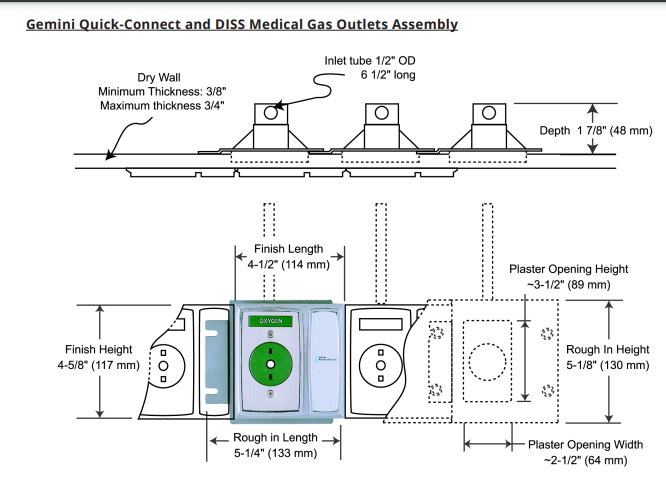 Gemini Quick-Connect and DISS Medical Gas Outlets Assembly
Inlet tube 1/2" OD
6 1/2" long
Dry Wall
Minimum Thickness: 3/8"
Maximum thickness 3/4"
Depth 1 7/8" (48 mm)
Finish Length
4-1/2" (114 mm)
Plaster Opening Height
~3-1/2" (89 mm)
OXYGEN
Finish Height
4-5/8" (117 mm)
Rough In Height
5-1/8" (130 mm)
Rough in Length
5-1/4" (133 mm)
Plaster Opening Width
~2-1/2" (64 mm)